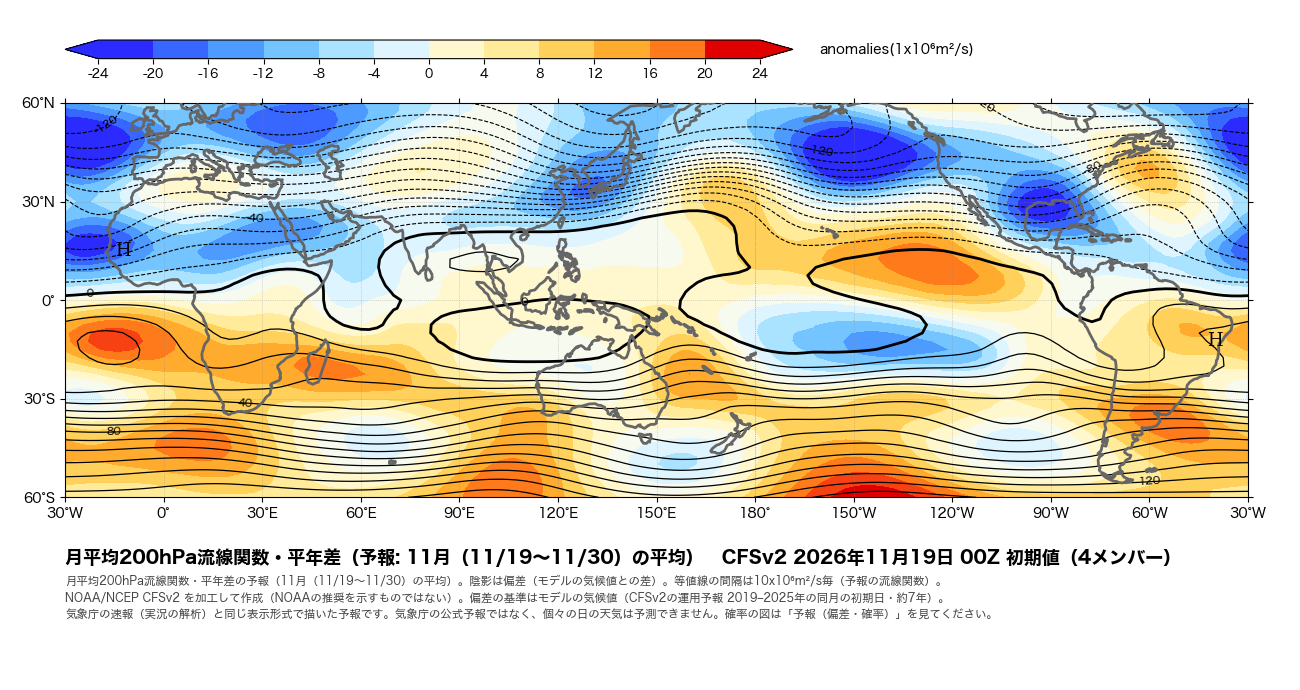 anomalies(1x10⁶m²/s)
-24 -20 -16 -12 -8 -4 0 4 8 12 16 20 24
60°N
30°N
0°
30°S
60°S
-120
-120
-40
H
0
0
40
80
H
120
30°W 0° 30°E 60°E 90°E 120°E 150°E 180° 150°W 120°W 90°W 60°W 30°W
月平均200hPa流線関数・平年差（予報: 11月（11/19～11/30）の平均） CFSv2 2026年11月19日 00Z 初期値（4メンバー）
月平均200hPa流線関数・平年差の予報（11月（11/19～11/30）の平均）。陰影は偏差（モデルの気候値との差）。等値線の間隔は10x10⁶m²/s毎（予報の流線関数）。
NOAA/NCEP CFSv2 を加工して作成（NOAAの推奨を示すものではない）。偏差の基準はモデルの気候値（CFSv2の運用予報 2019–2025年の同月の初期日・約7年）。
気象庁の速報（実況の解析）と同じ表示形式で描いた予報です。気象庁の公式予報ではなく、個々の日の天気は予測できません。確率の図は「予報（偏差・確率）」を見てください。